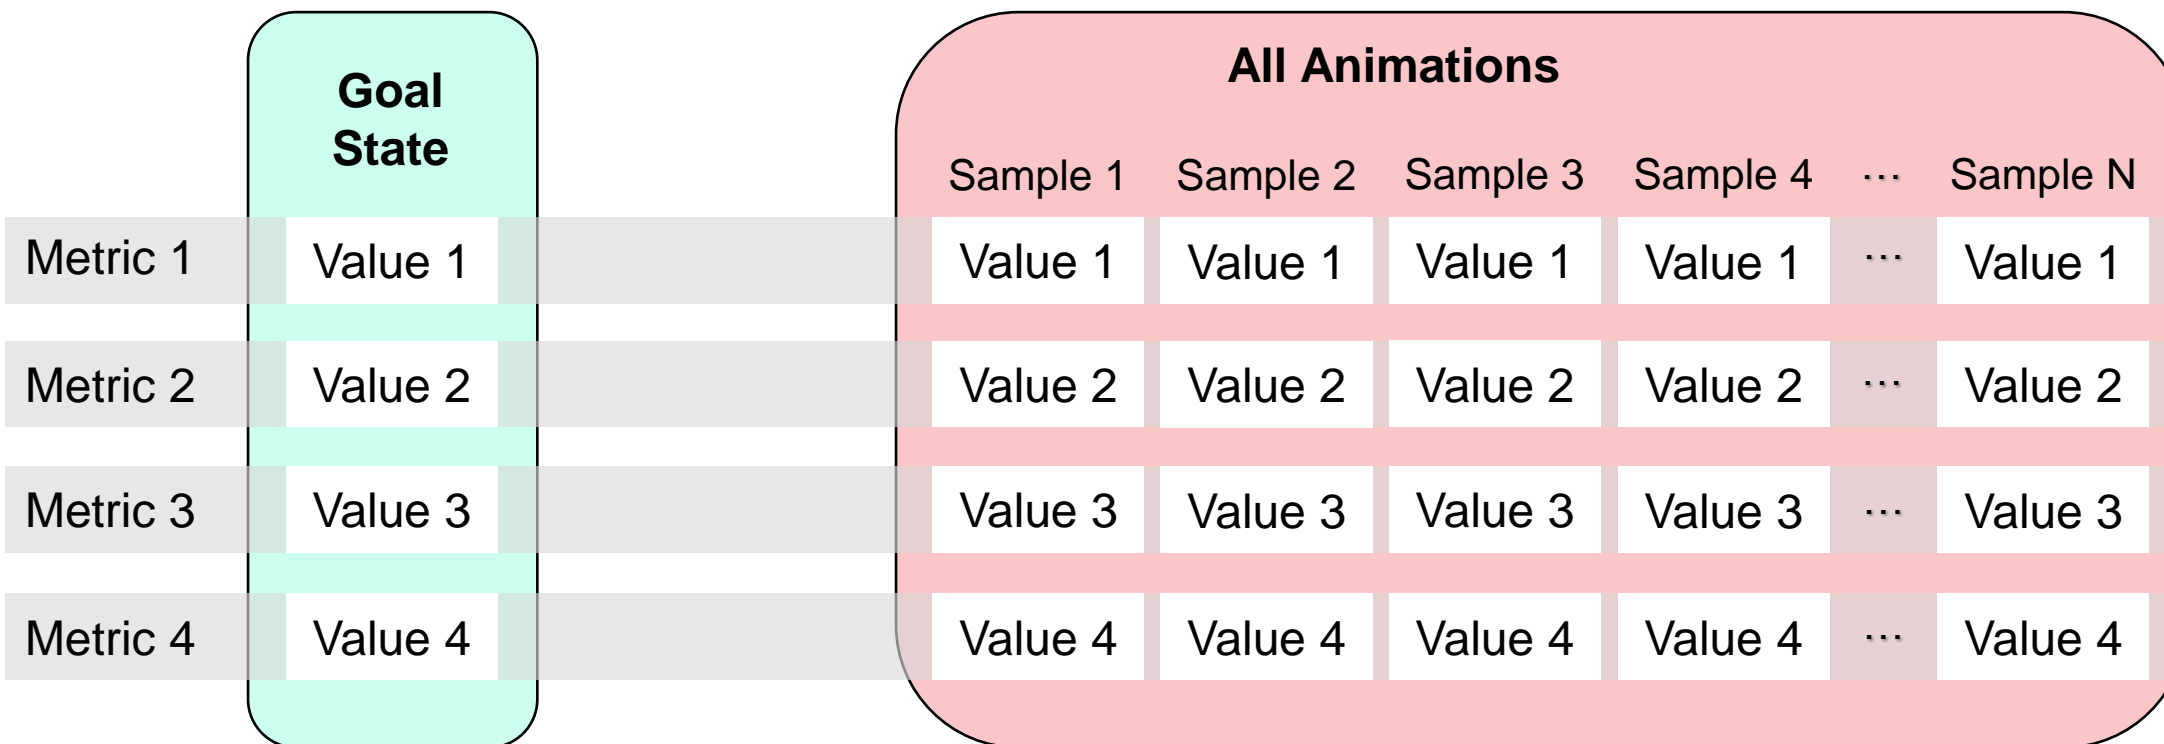 Goal
State
All Animations
Sample 1 Sample 2 Sample 3 Sample 4 ... Sample N
Metric 1 Value 1 Value 1 Value 1 Value 1 Value 1 ... Value 1
Metric 2 Value 2 Value 2 Value 2 Value 2 Value 2 ... Value 2
Metric 3 Value 3 Value 3 Value 3 Value 3 Value 3 ... Value 3
Metric 4 Value 4 Value 4 Value 4 Value 4 Value 4 ... Value 4